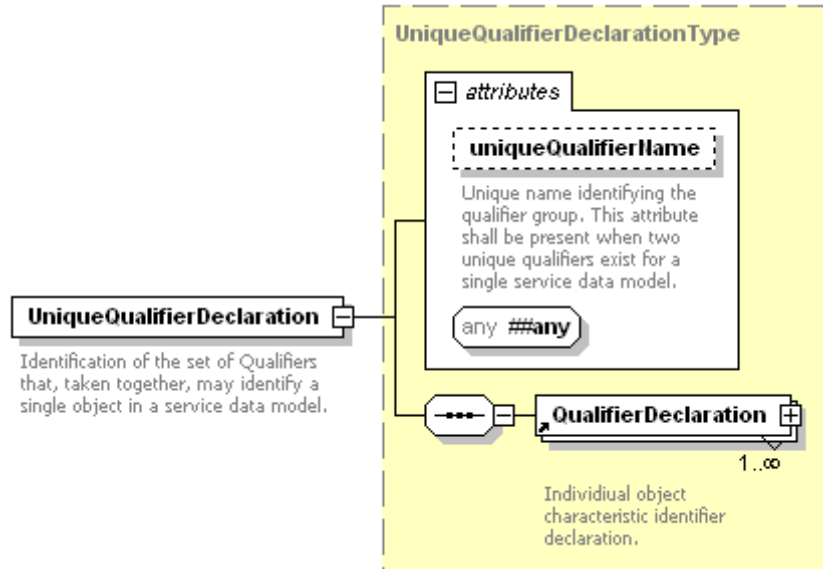 UniqueQualifierDeclarationType
attributes
uniqueQualifierName
Unique name identifying the
qualifier group. This attribute
shall be present when two
unique qualifiers exist for a
single service data model.
any ##any
UniqueQualifierDeclaration
Identification of the set of Qualifiers
that, taken together, may identify a
single object in a service data model.
QualifierDeclaration
1..∞
Individiual object
characteristic identifier
declaration.